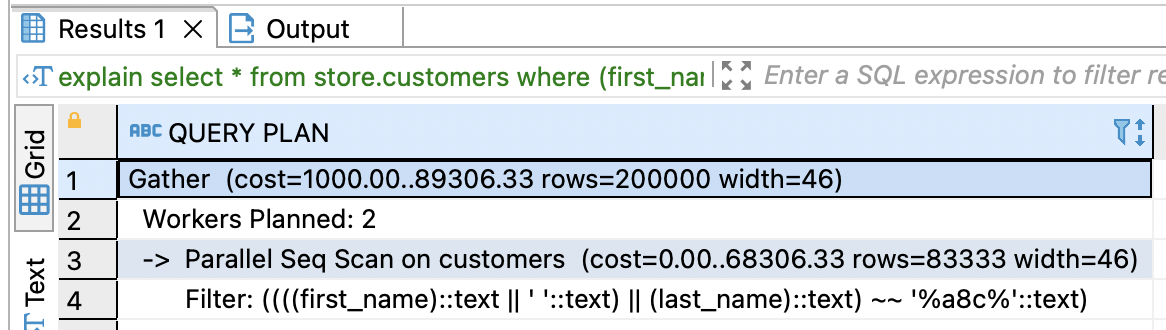 Results 1
Output
explain select * from store.customers where (first_nar
Enter a SQL expression to filter re
Grid
ABC QUERY PLAN
1 Gather (cost=1000.00..89306.33 rows=200000 width=46)
2 Workers Planned: 2
3 -> Parallel Seq Scan on customers (cost=0.00..68306.33 rows=83333 width=46)
Text
4 Filter: ((((first_name)::text || ' '::text) || (last_name)::text) ~~ '%a8c%'::text)